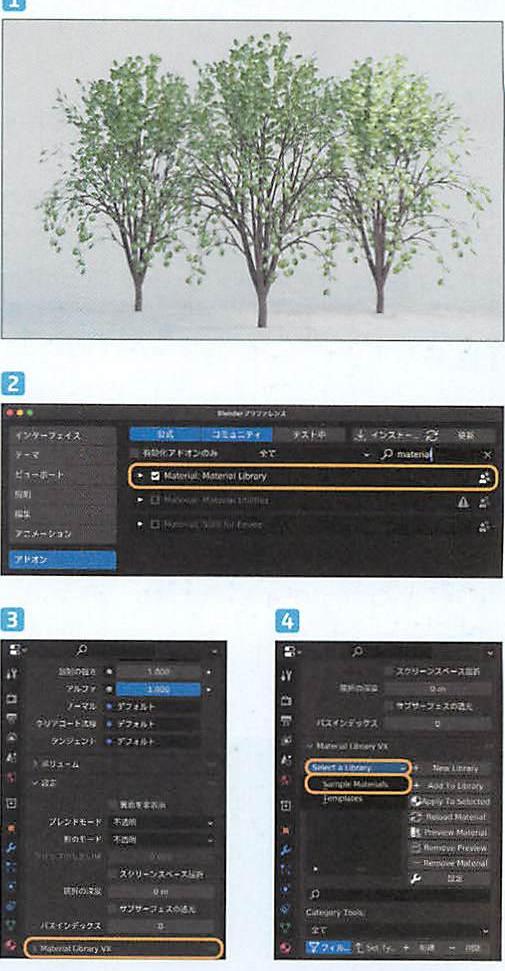 1
2
Blender プリファレンス
インターフェイス
テーマ
ビューポート
照明
編集
アニメーション
アドオン
公式 コミュニティ テスト中 インストー... 更新
有効化アドオンのみ 全て material
Material: Material Library
Material: Material Utilities
3
放射の強さ 1.000
アルファ 1.000
ノーマル デフォルト
クリアコート法線 デフォルト
タンジェント デフォルト
ボリューム
設定
裏面を非表示
ブレンドモード 不透明
影のモード 不透明
スクリーンスペース屈折
屈折の深度 0 m
サブサーフェスの透光
パスインデックス 0
Material Library VX
4
スクリーンスペース屈折
屈折の深度 0 m
サブサーフェスの透光
パスインデックス 0
Material Library VX
Select a Library New Library
Sample Materials Add To Library
Templates Apply To Selected
Reload Material
Preview Material
Remove Preview
Remove Material
設定
Category Tools:
全て
フィル... Set Ty... 新規 削除